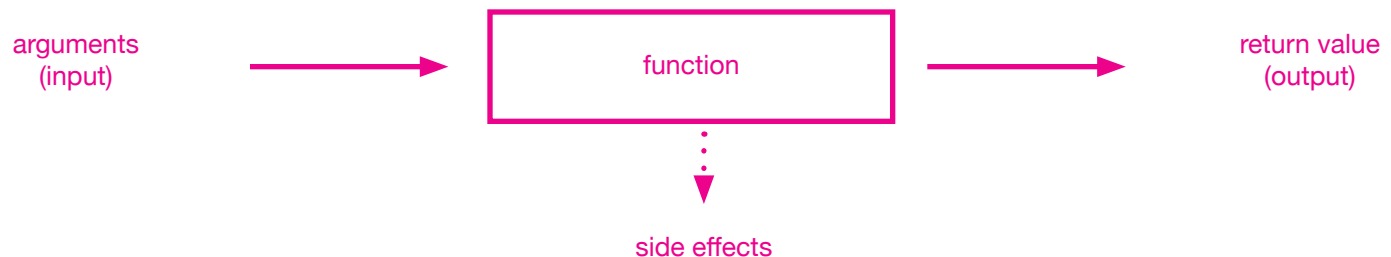 arguments
(input)
function
return value
(output)
side effects